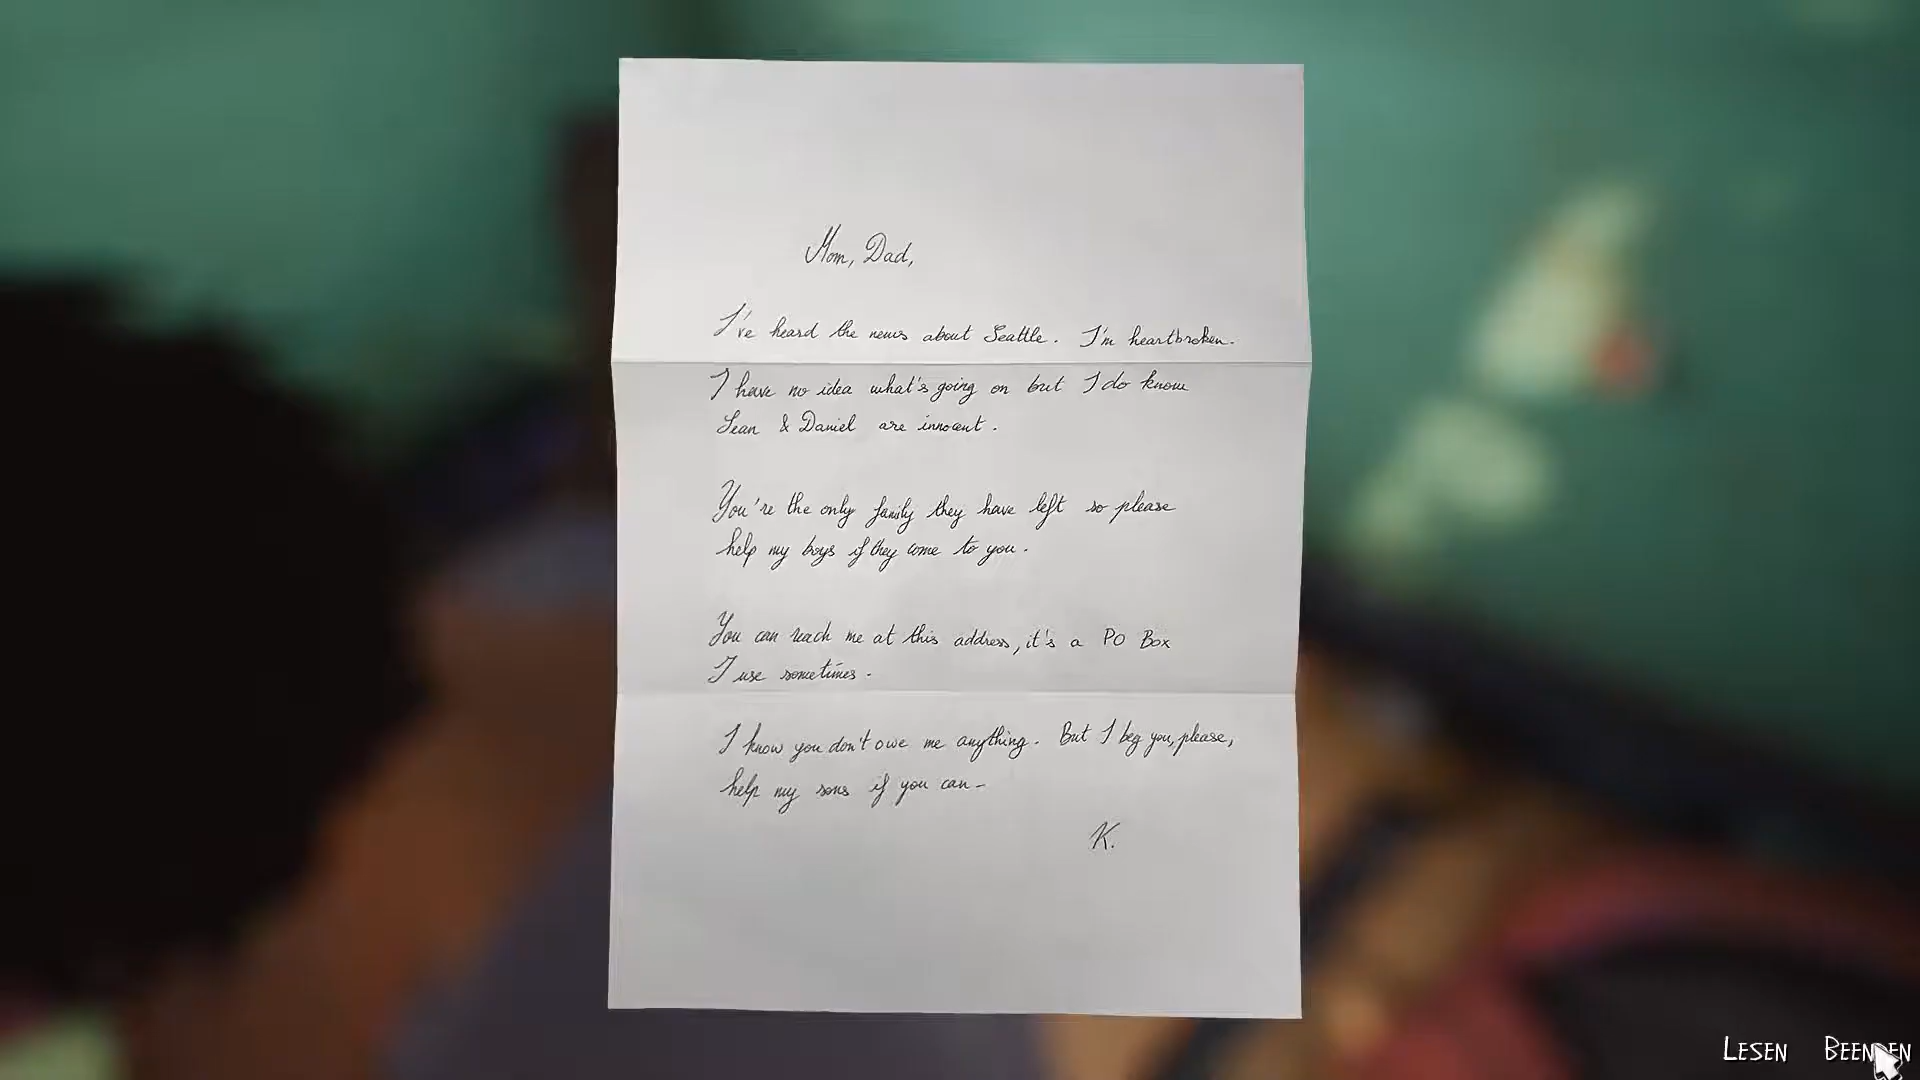 Mom, Dad,
I've heard the news about Seattle. I'm heartbroken.
I have no idea what's going on but I do know
Sean & Daniel are innocent.
You're the only family they have left so please
help my boys if they come to you.
You can reach me at this address, it's a PO Box
I use sometimes.
I know you don't owe me anything. But I beg you, please,
help my sons if you can-
K.
LESEN BEENDEN